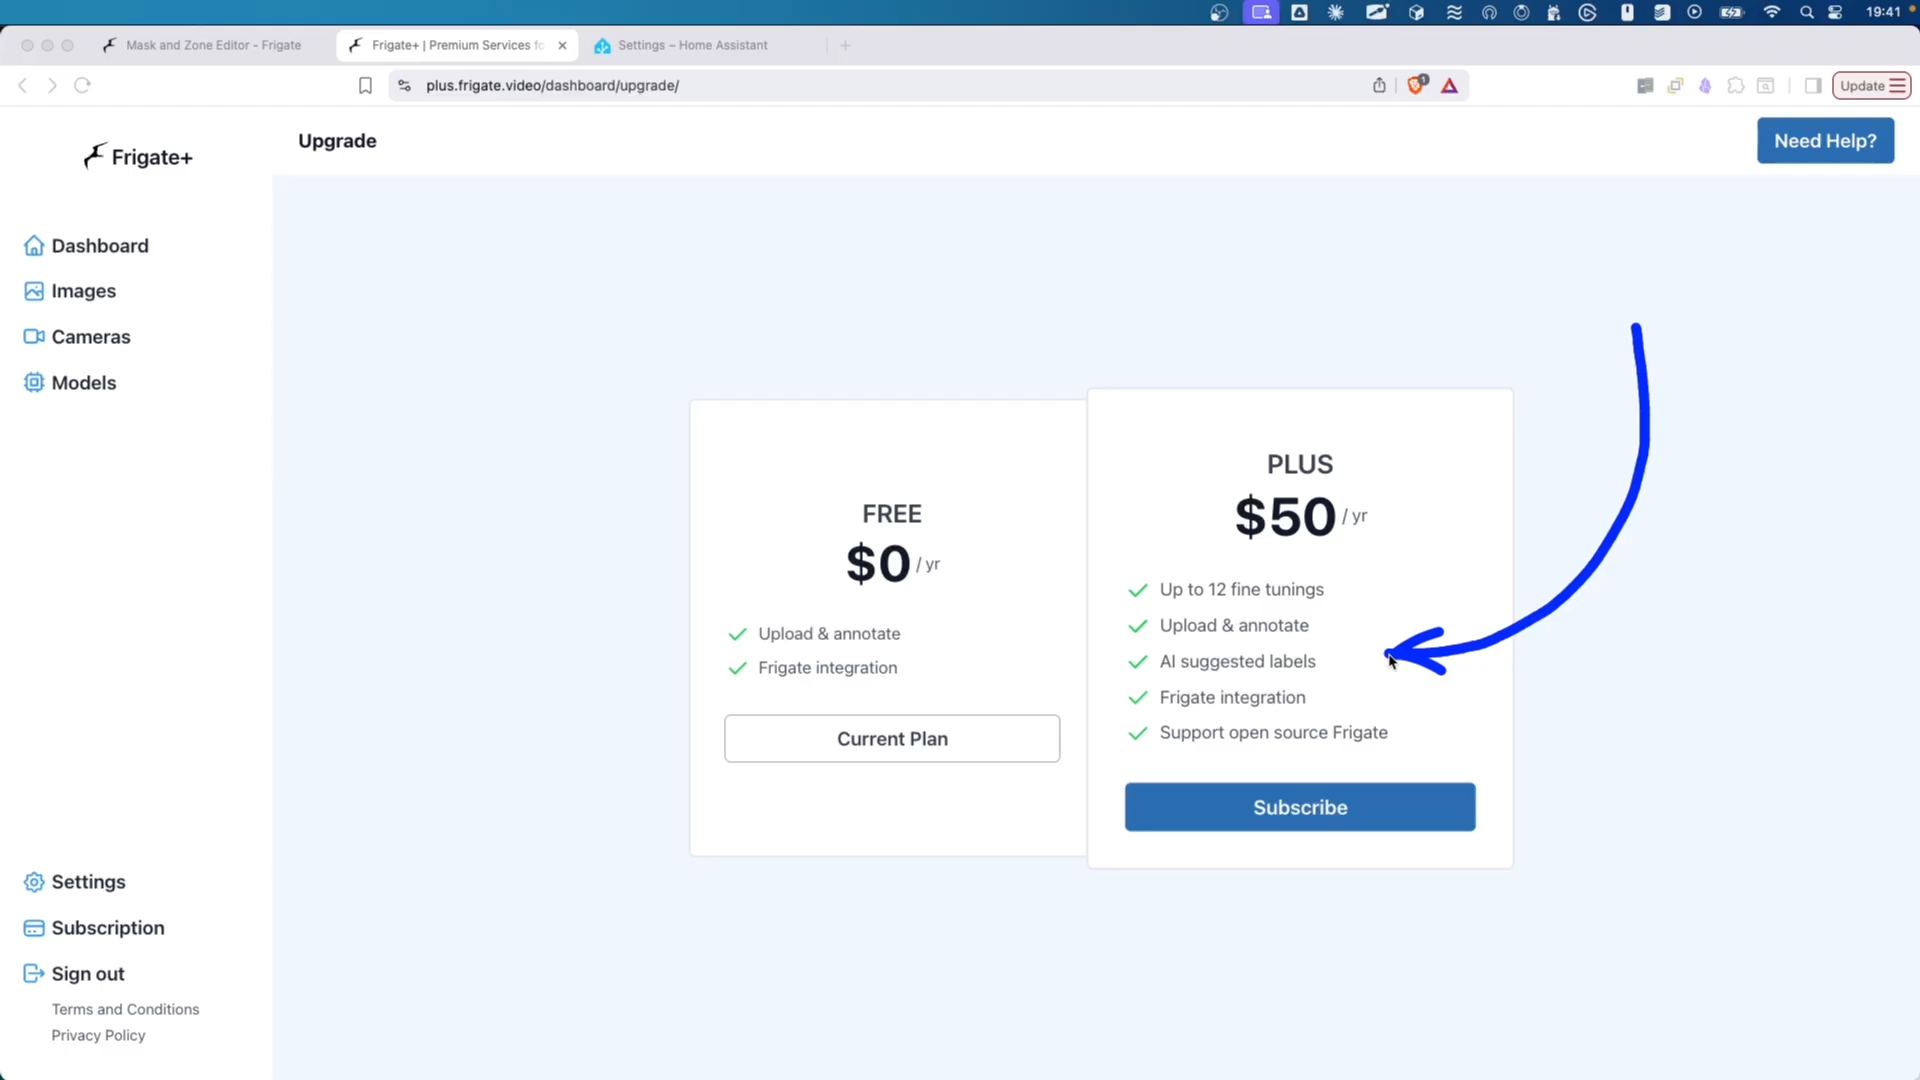 19:41
Mask and Zone Editor - Frigate
Frigate+ | Premium Services fo
Settings – Home Assistant
plus.frigate.video/dashboard/upgrade/
1
Update
Frigate+
Upgrade
Need Help?
Dashboard
Images
Cameras
Models
FREE
$0 / yr
Upload & annotate
Frigate integration
Current Plan
PLUS
$50 / yr
Up to 12 fine tunings
Upload & annotate
AI suggested labels
Frigate integration
Support open source Frigate
Subscribe
Settings
Subscription
Sign out
Terms and Conditions
Privacy Policy